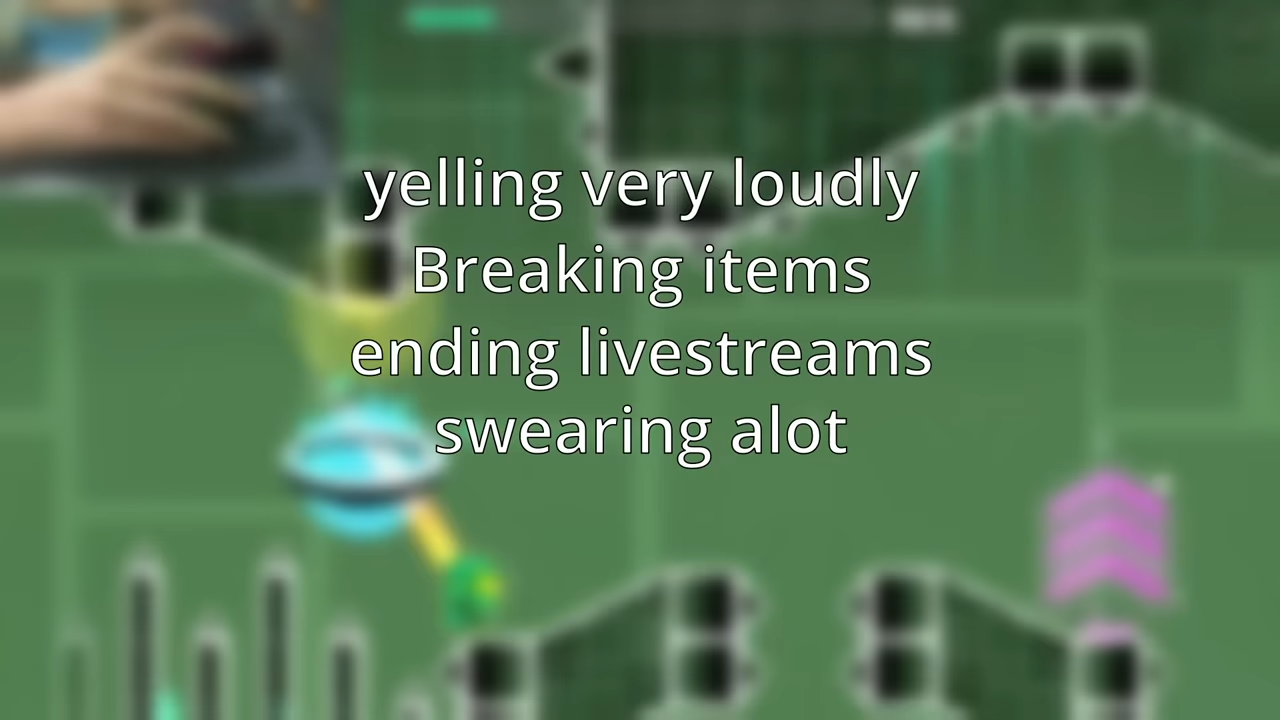 yelling very loudly
Breaking items
ending livestreams
swearing alot